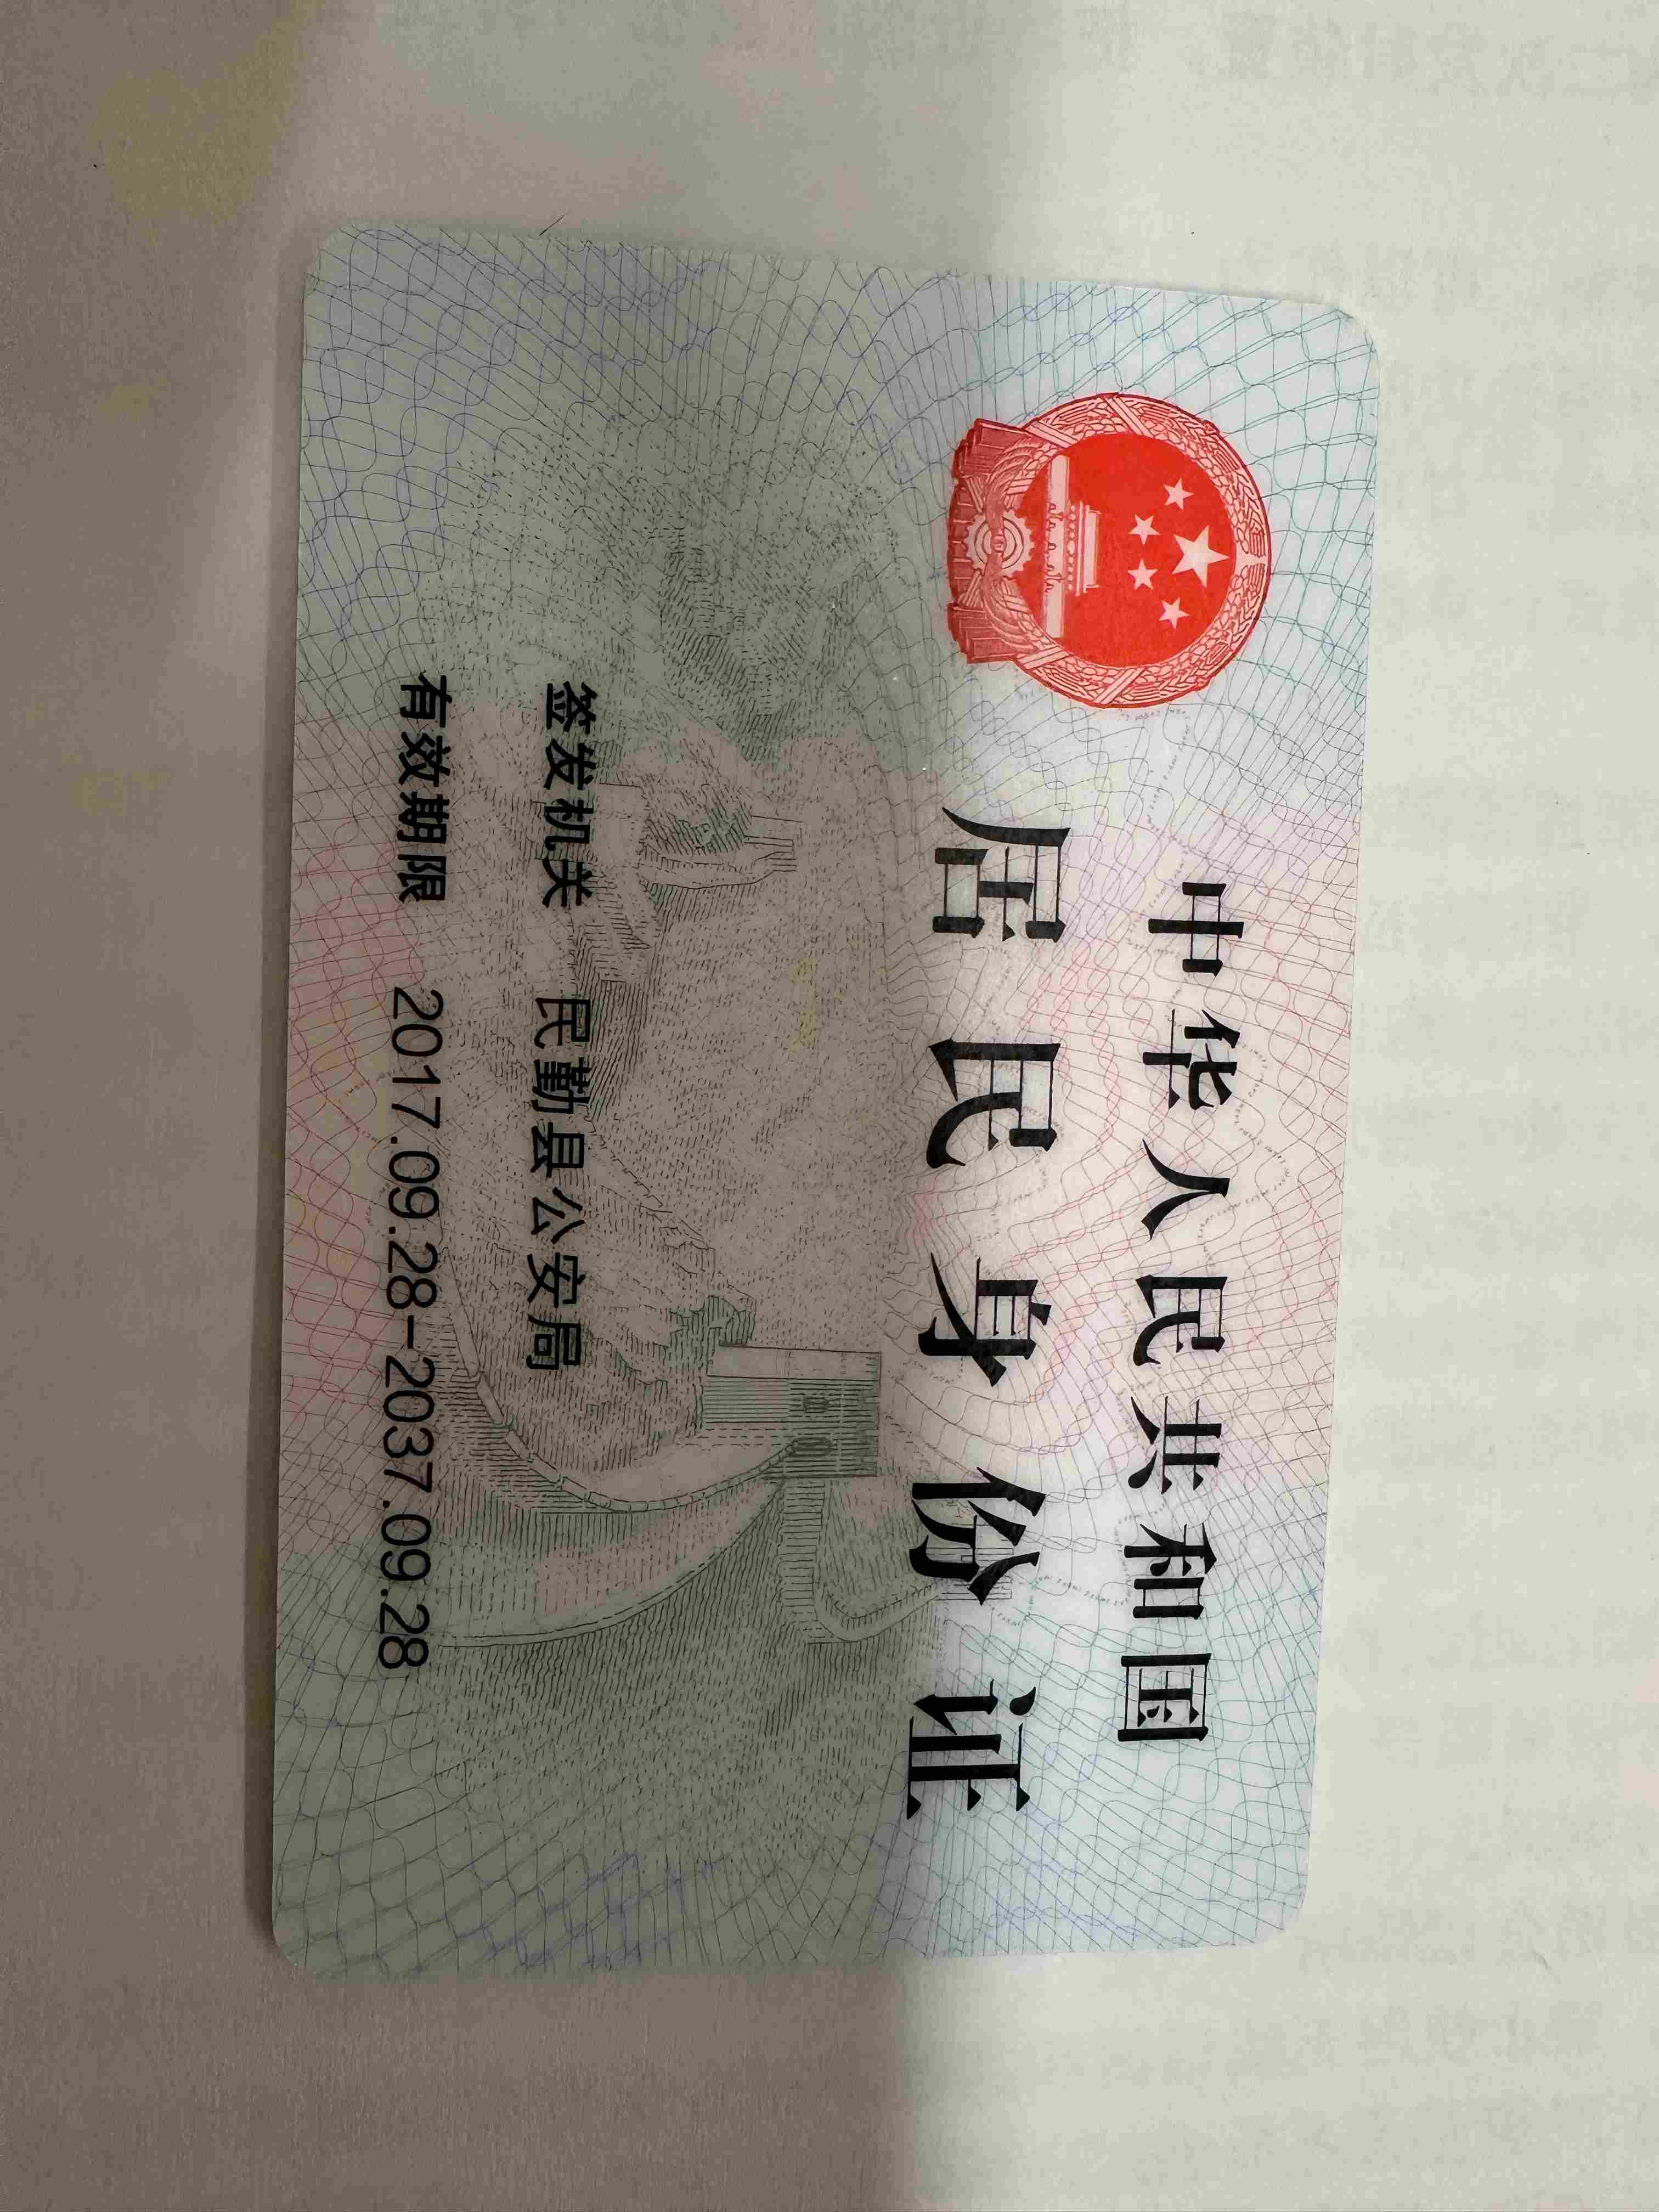 中华人民共和国
居民身份证
签发机关 民勤县公安局
有效期限 2017.09.28-2037.09.28